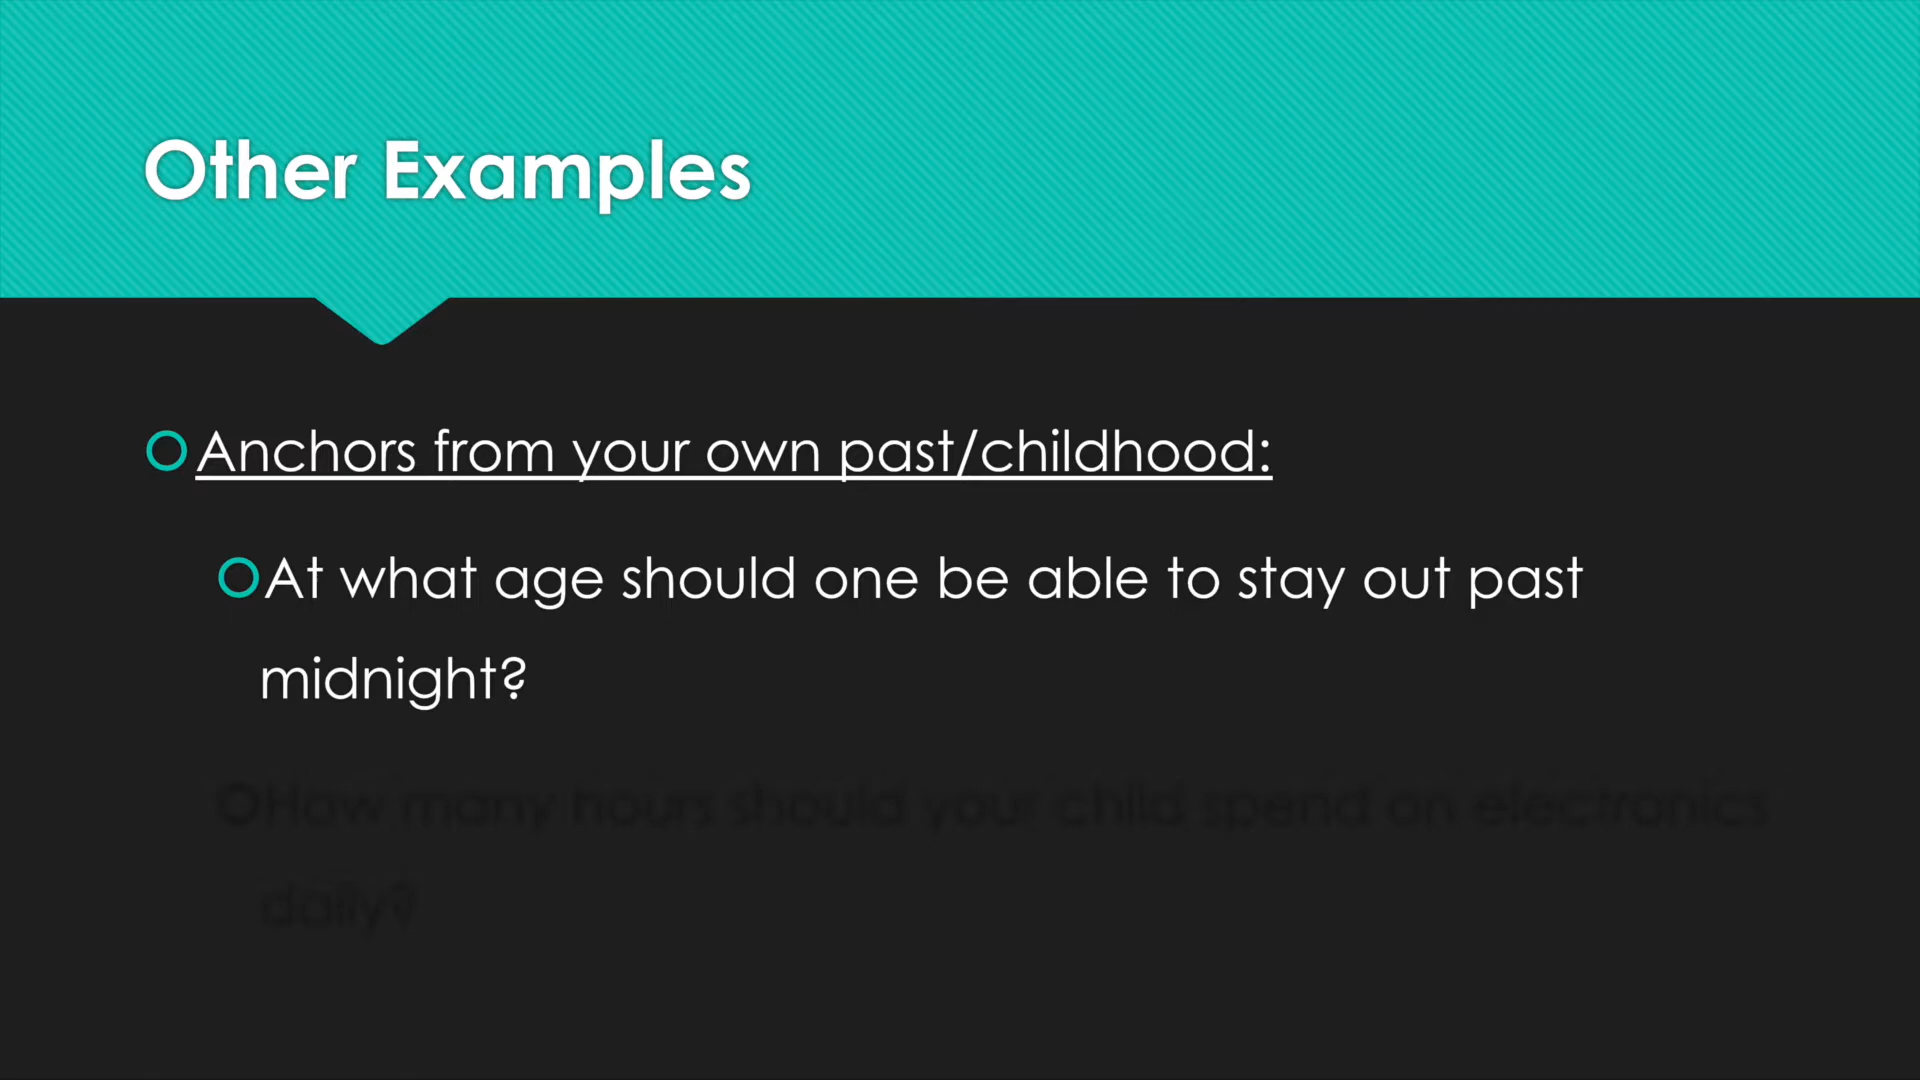 Other Examples
Anchors from your own past/childhood:
At what age should one be able to stay out past
midnight?
How many hours should your child spend on electronics
daily?